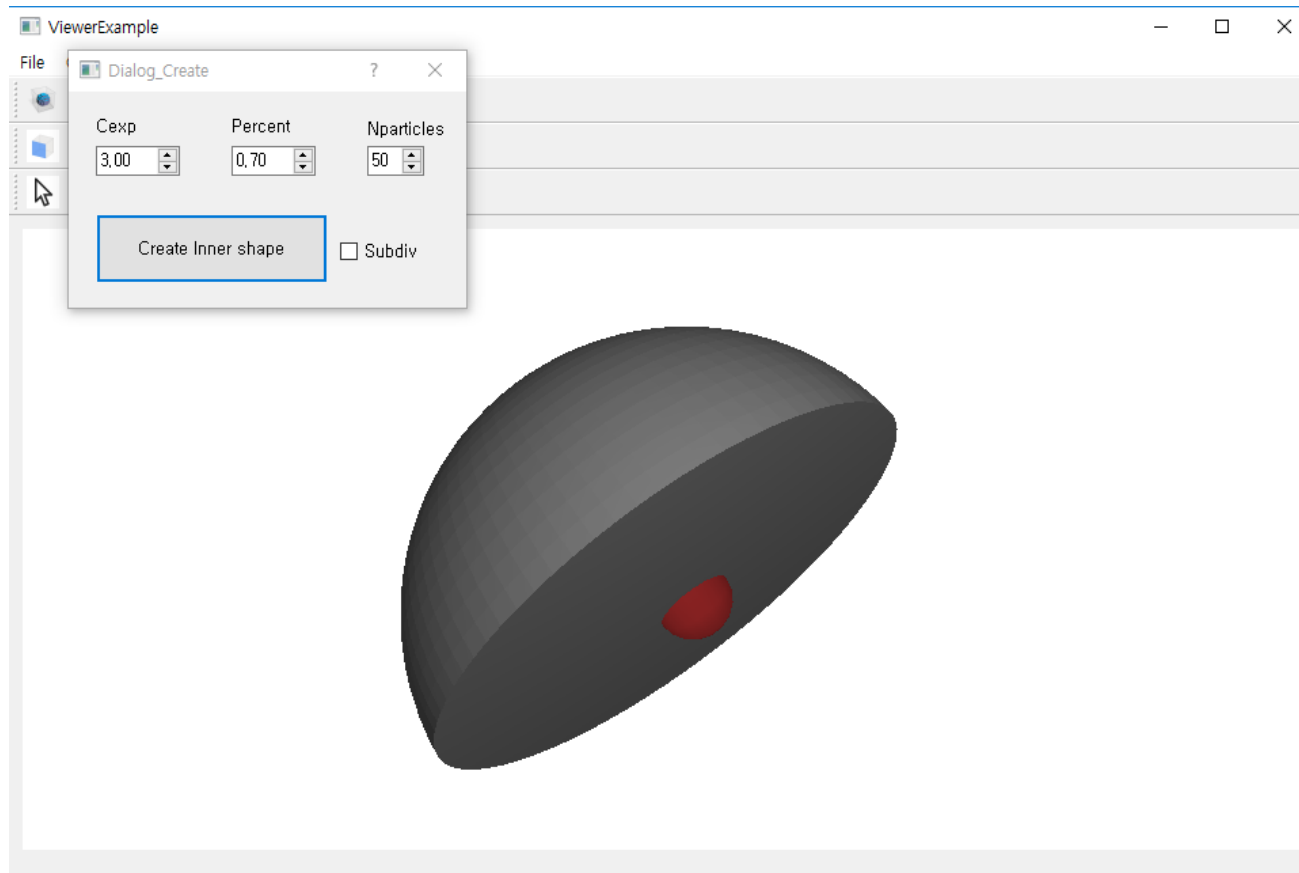 ViewerExample
File
Dialog_Create ?
Cexp Percent Nparticles
3,00 0,70 50
Create Inner shape Subdiv